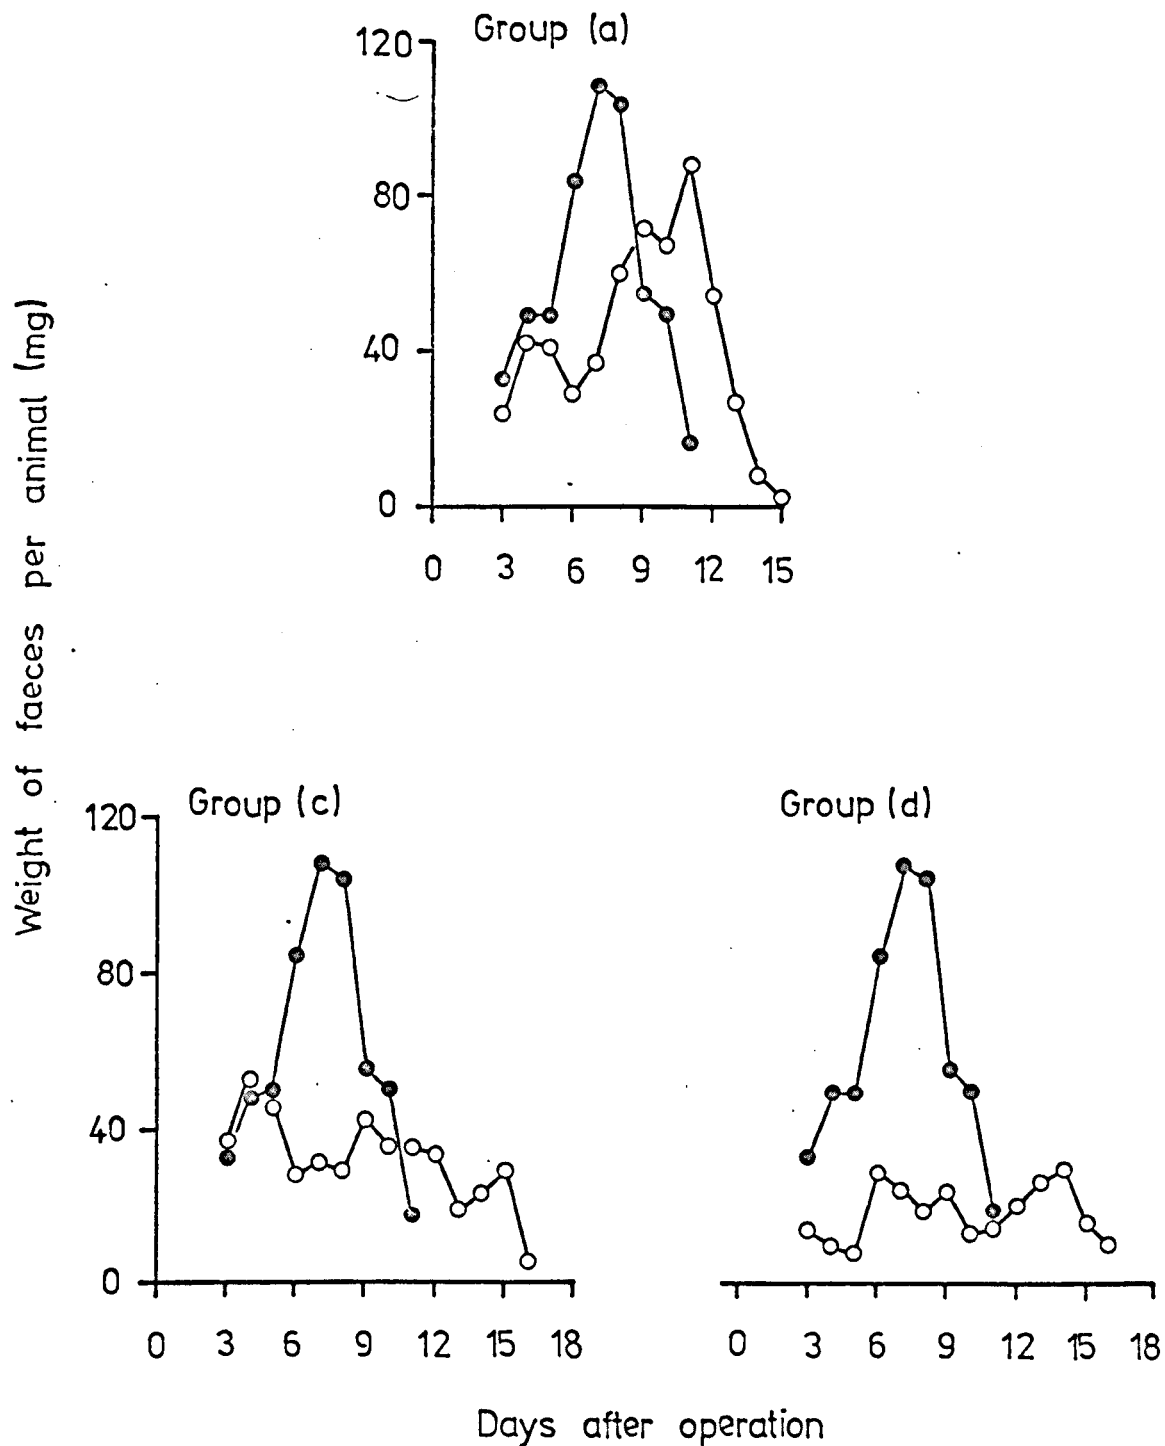 Group (a)
120
80
40
0
0 3 6 9 12 15
Weight of faeces per animal (mg)
Group (c)
120
80
40
0
0 3 6 9 12 15 18
Group (d)
0 3 6 9 12 15 18
Days after operation